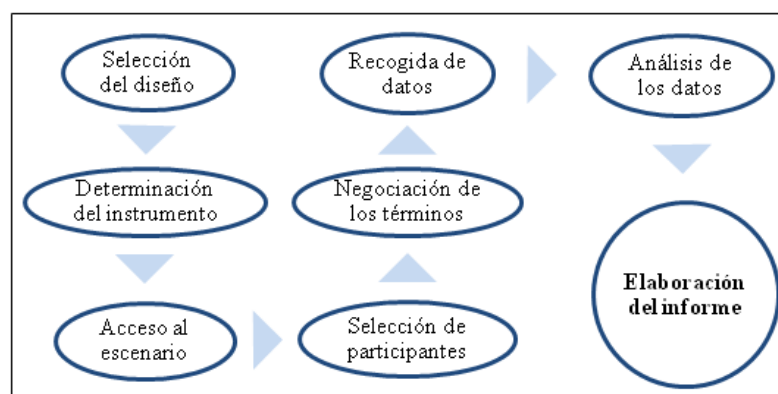 Selección
del diseño
Determinación
del instrumento
Acceso al
escenario
Selección de
participantes
Negociación de
los términos
Recogida de
datos
Análisis de
los datos
Elaboración
del informe